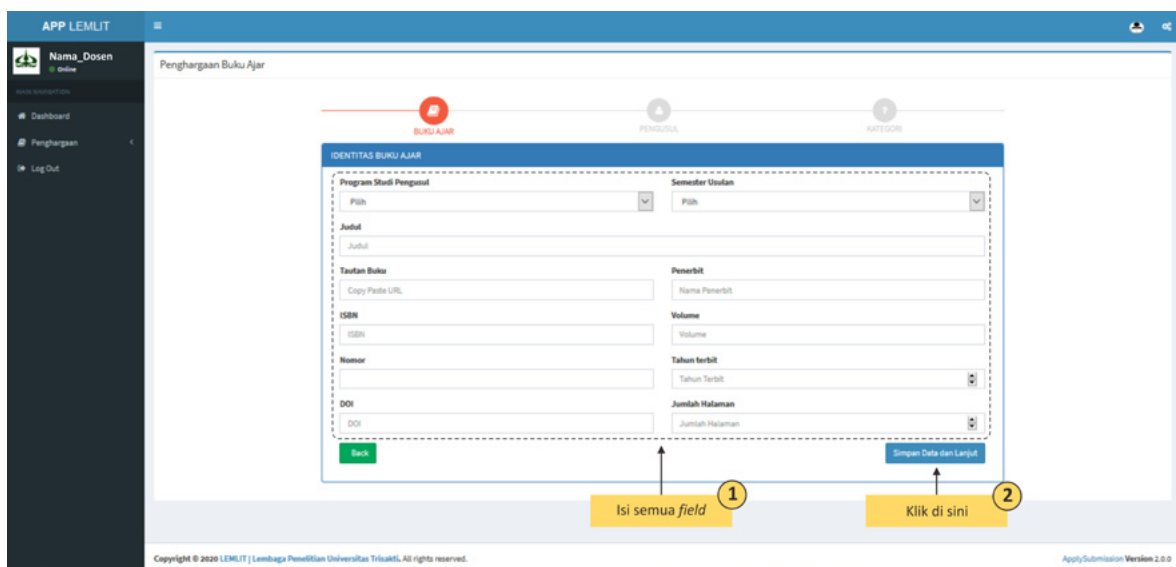 APP LEMLIT
Nama_Dosen
Online
MAIN NAVIGATION
Dashboard
Penghargaan
Log Out
Penghargaan Buku Ajar
BUKU AJAR
PENGUSUL
KATEGORI
IDENTITAS BUKU AJAR
Program Studi Pengusul Semester Usulan
Pilih Pilih
Judul
Judul
Tautan Buku Penerbit
Copy Paste URL Nama Penerbit
ISBN Volume
ISBN Volume
Nomor Tahun terbit
Tahun Terbit
DOI Jumlah Halaman
DOI Jumlah Halaman
Back Simpan Data dan Lanjut
1
Isi semua field
2
Klik di sini
Copyright © 2020 LEMLIT | Lembaga Penelitian Universitas Trisakti. All rights reserved.
ApplySubmission Version 2.0.0